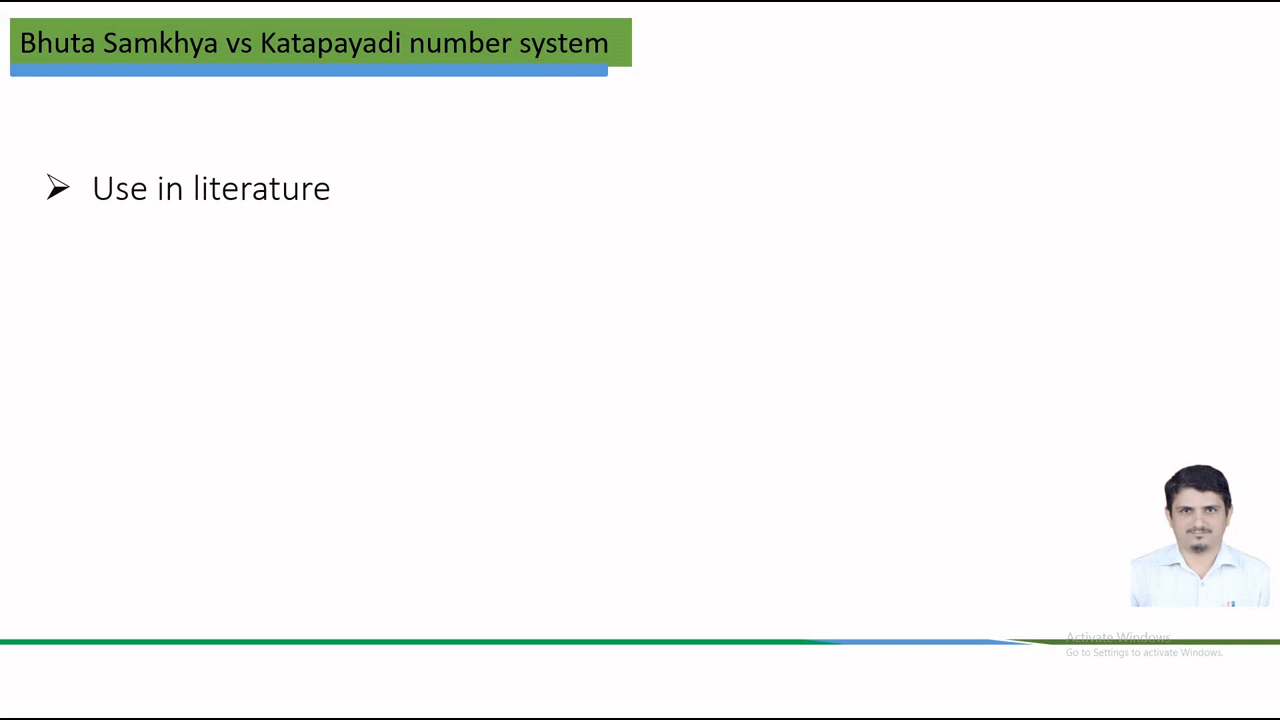 Bhuta Samkhya vs Katapayadi number system
Use in literature
Activate Windows
Go to Settings to activate Windows.